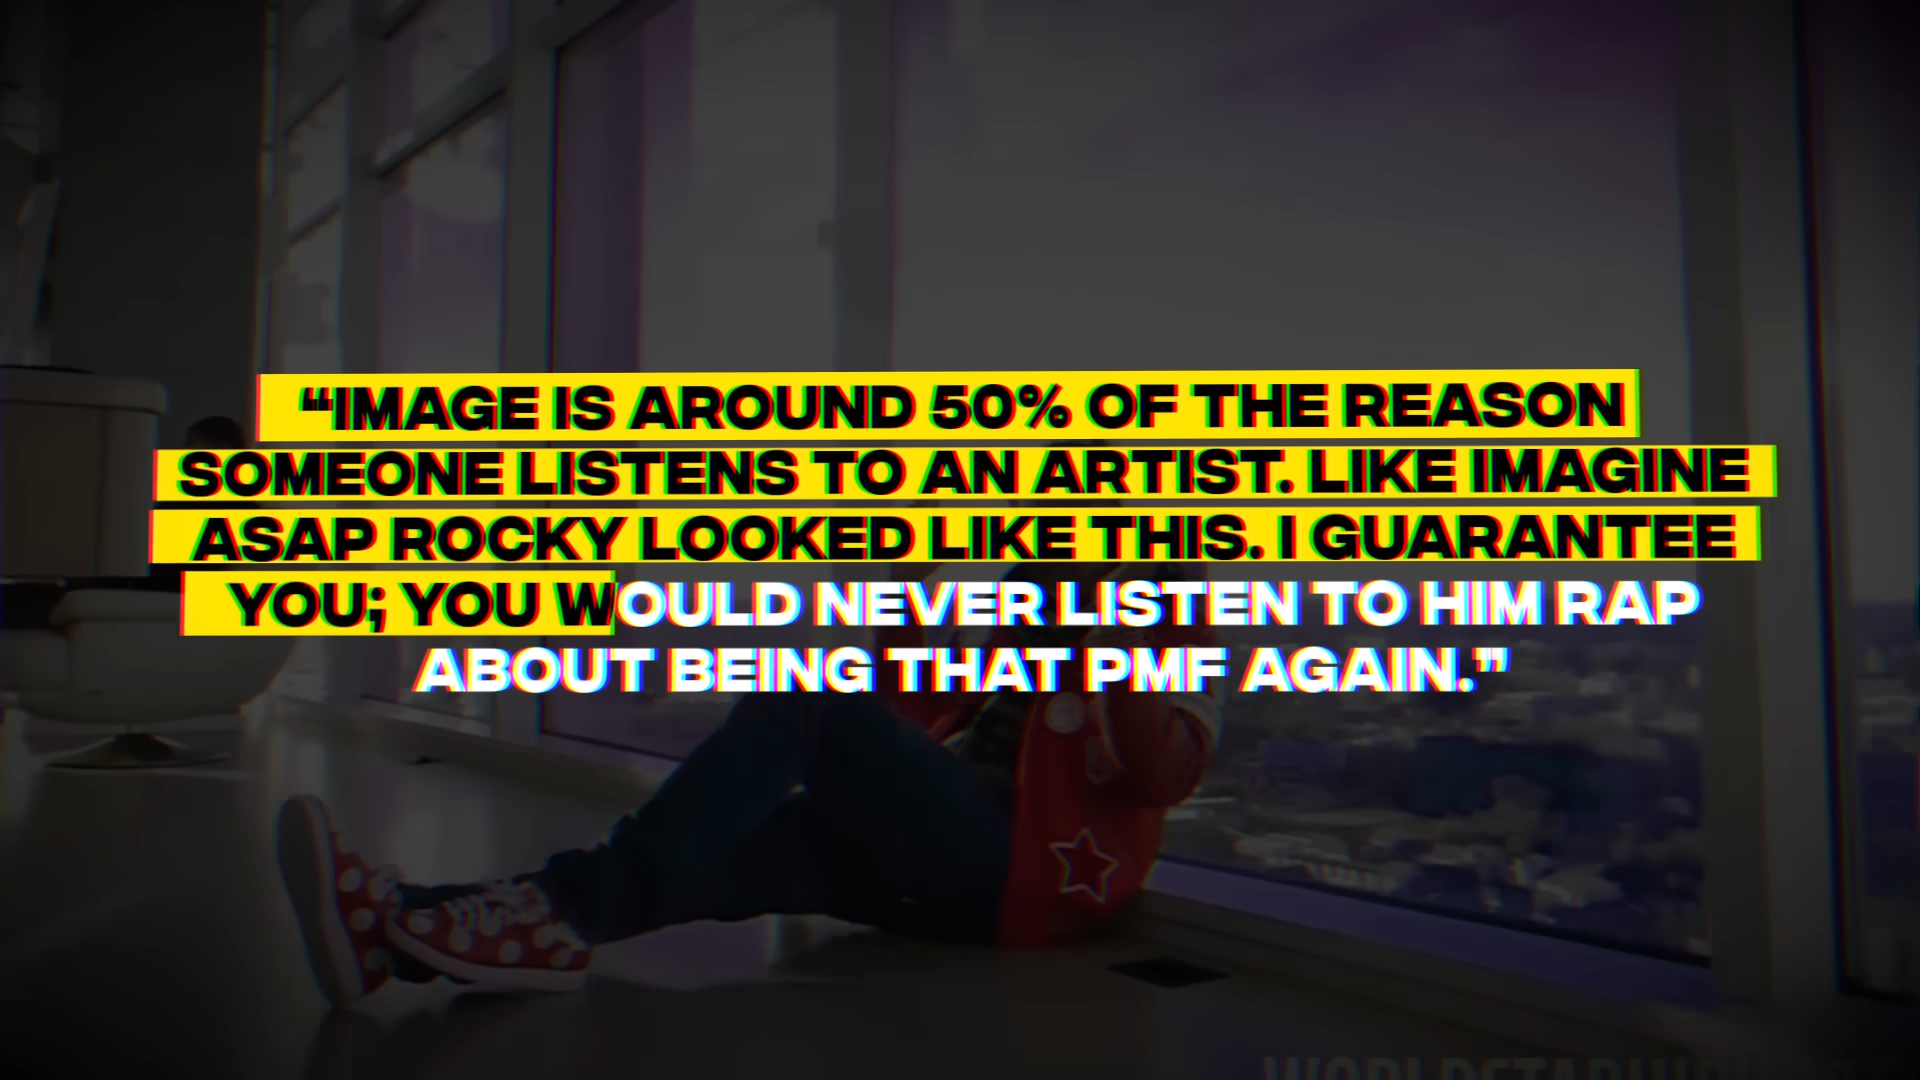 “IMAGE IS AROUND 50% OF THE REASON
SOMEONE LISTENS TO AN ARTIST. LIKE IMAGINE
ASAP ROCKY LOOKED LIKE THIS. I GUARANTEE
YOU; YOU WOULD NEVER LISTEN TO HIM RAP
ABOUT BEING THAT PMF AGAIN.”